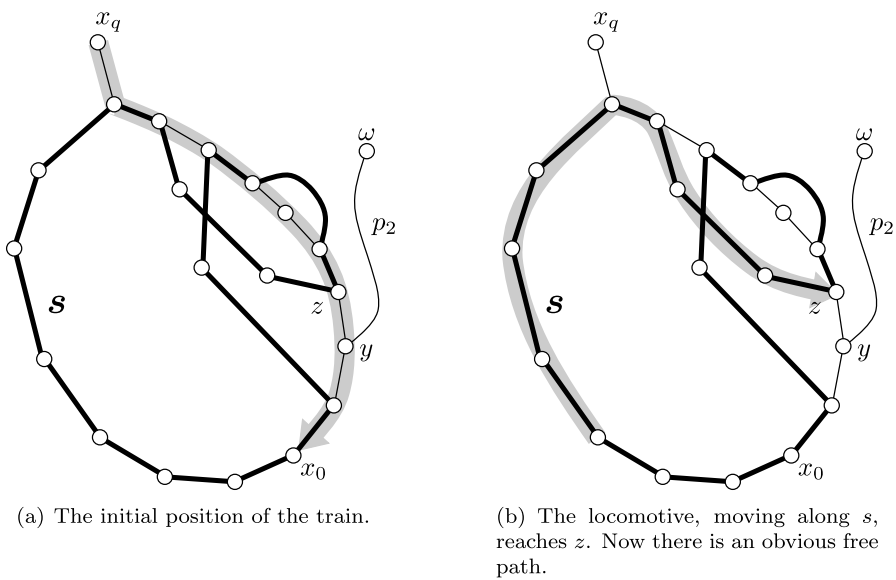 x_q
ω
p_2
s
z
y
x_0
(a) The initial position of the train.
x_q
ω
p_2
s
z
y
x_0
(b) The locomotive, moving along s,
reaches z. Now there is an obvious free
path.